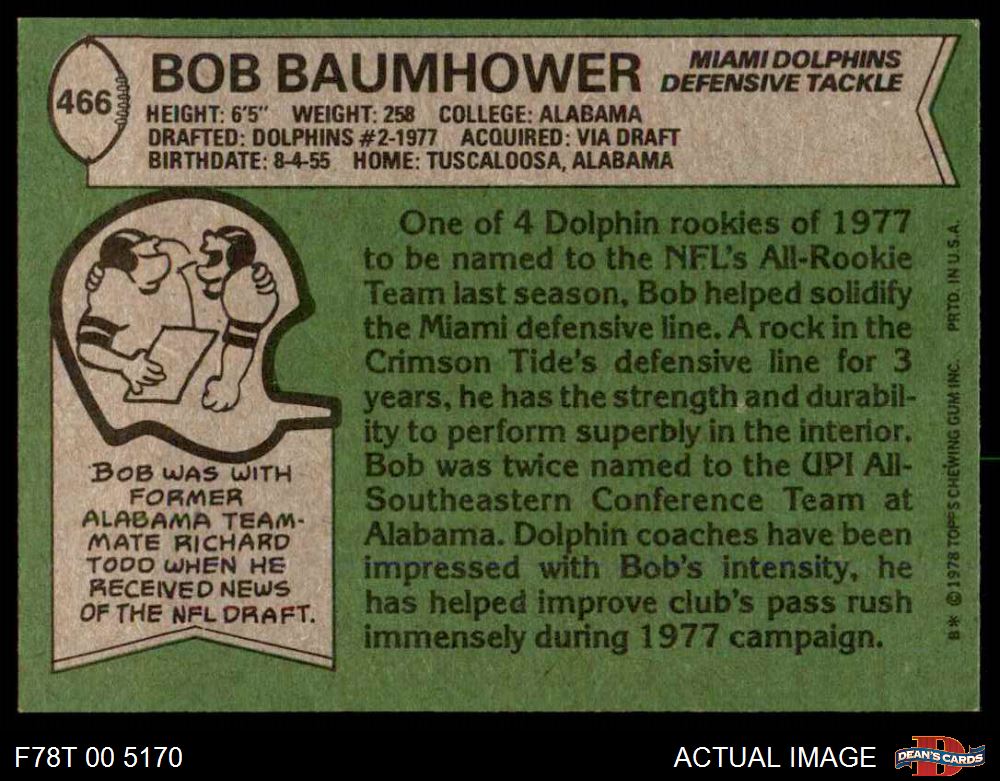 466
BOB BAUMHOWER
MIAMI DOLPHINS
DEFENSIVE TACKLE
HEIGHT: 6'5" WEIGHT: 258 COLLEGE: ALABAMA
DRAFTED: DOLPHINS #2-1977 ACQUIRED: VIA DRAFT
BIRTHDATE: 8-4-55 HOME: TUSCALOOSA, ALABAMA
BOB WAS WITH
FORMER
ALABAMA TEAM-
MATE RICHARD
TODD WHEN HE
RECEIVED NEWS
OF THE NFL DRAFT.
One of 4 Dolphin rookies of 1977
to be named to the NFL's All-Rookie
Team last season, Bob helped solidify
the Miami defensive line. A rock in the
Crimson Tide's defensive line for 3
years, he has the strength and durabil-
ity to perform superbly in the interior.
Bob was twice named to the UPI All-
Southeastern Conference Team at
Alabama. Dolphin coaches have been
impressed with Bob's intensity, he
has helped improve club's pass rush
immensely during 1977 campaign.
B* ©1978 TOPPS CHEWING GUM INC. PRTD. IN U.S.A.
F78T 00 5170
ACTUAL IMAGE
D
DEAN'S CARDS